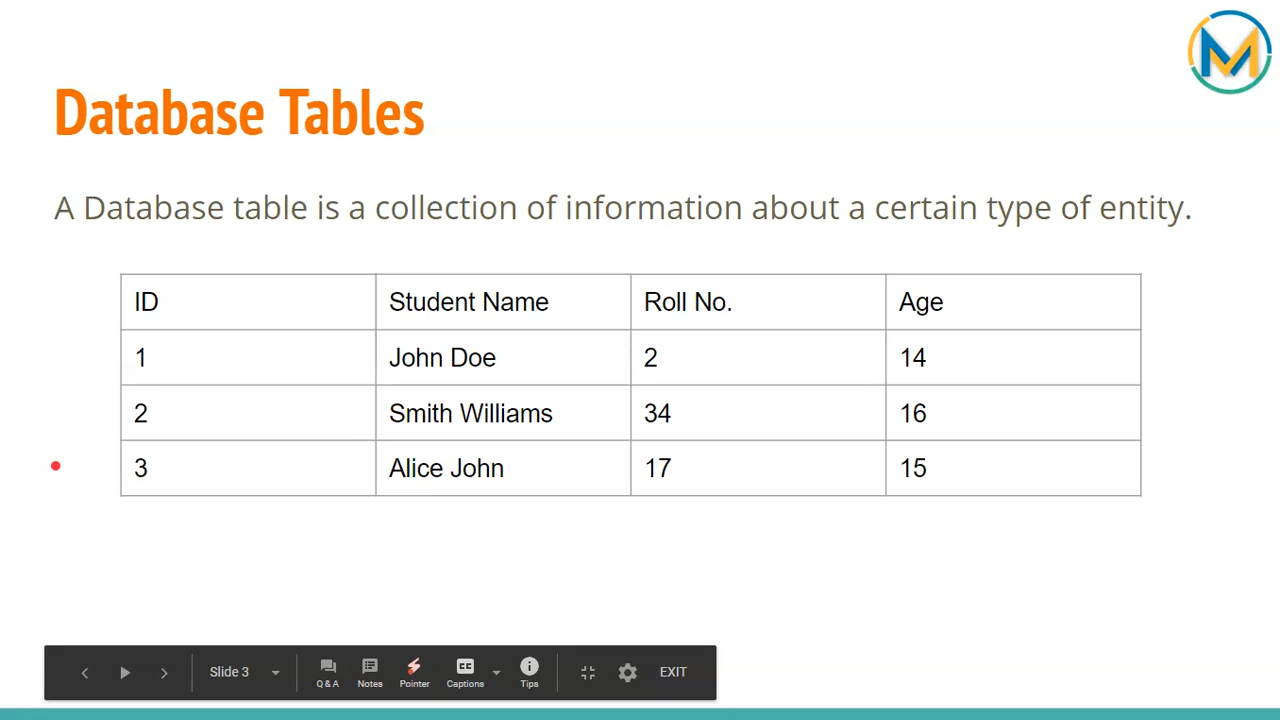 Database Tables
A Database table is a collection of information about a certain type of entity.
ID Student Name Roll No. Age
1 John Doe 2 14
2 Smith Williams 34 16
3 Alice John 17 15
Slide 3 Q & A Notes Pointer Captions Tips EXIT